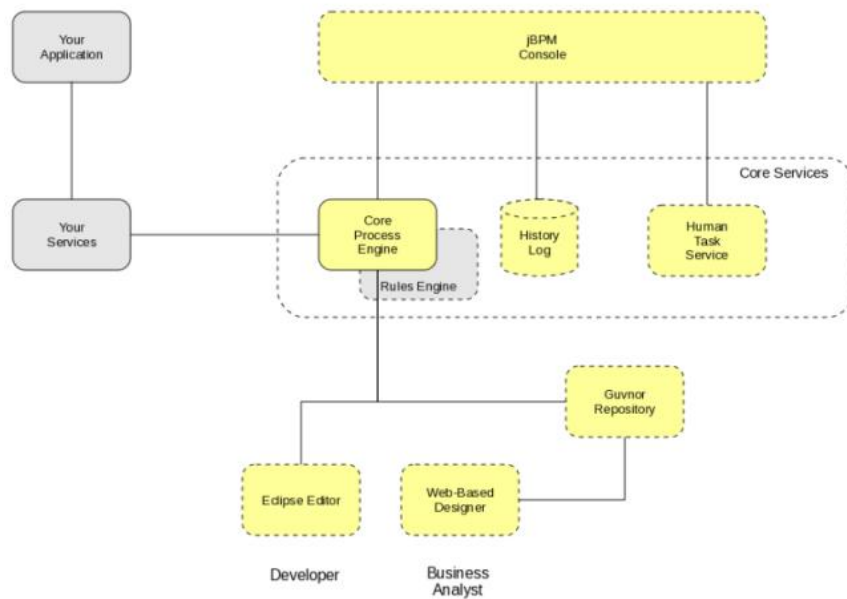 Your
Application
jBPM
Console
Core Services
Your
Services
Core
Process
Engine
Rules Engine
History
Log
Human
Task
Service
Guvnor
Repository
Eclipse Editor
Web-Based
Designer
Developer
Business
Analyst